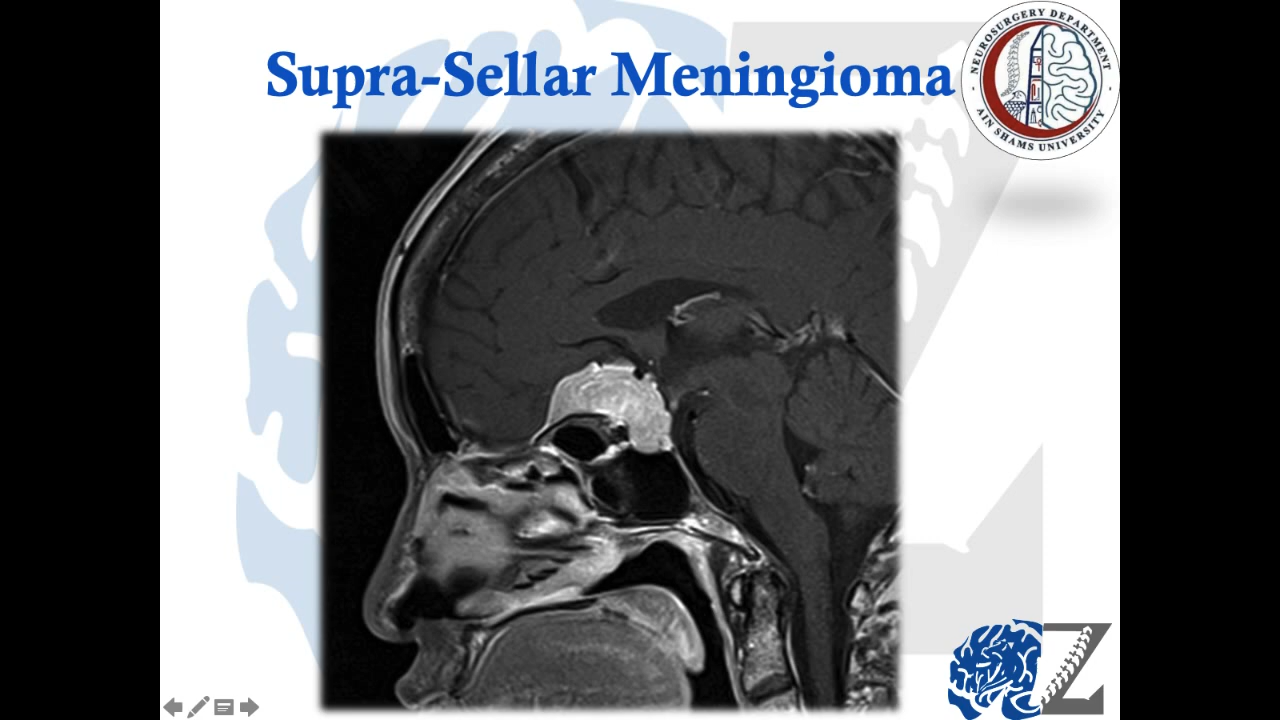 Supra-Sellar Meningioma
NEUROSURGERY DEPARTMENT
AIN SHAMS UNIVERSITY
Z